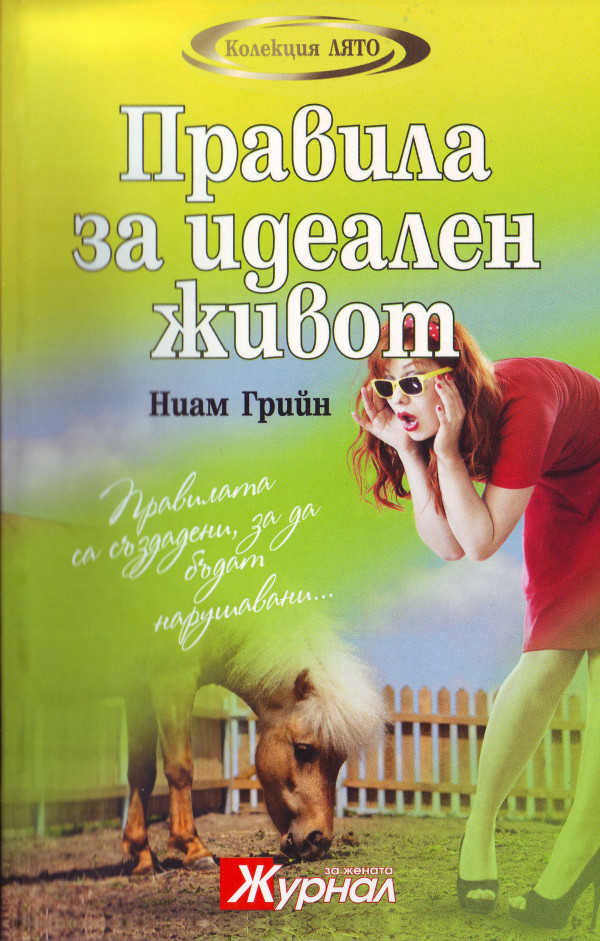 Колекция ЛЯТО
Правила
за идеален
живот
Ниам Грийн
Правилата
са създадени, за да
бъдат
нарушавани...
за жената
Журнал